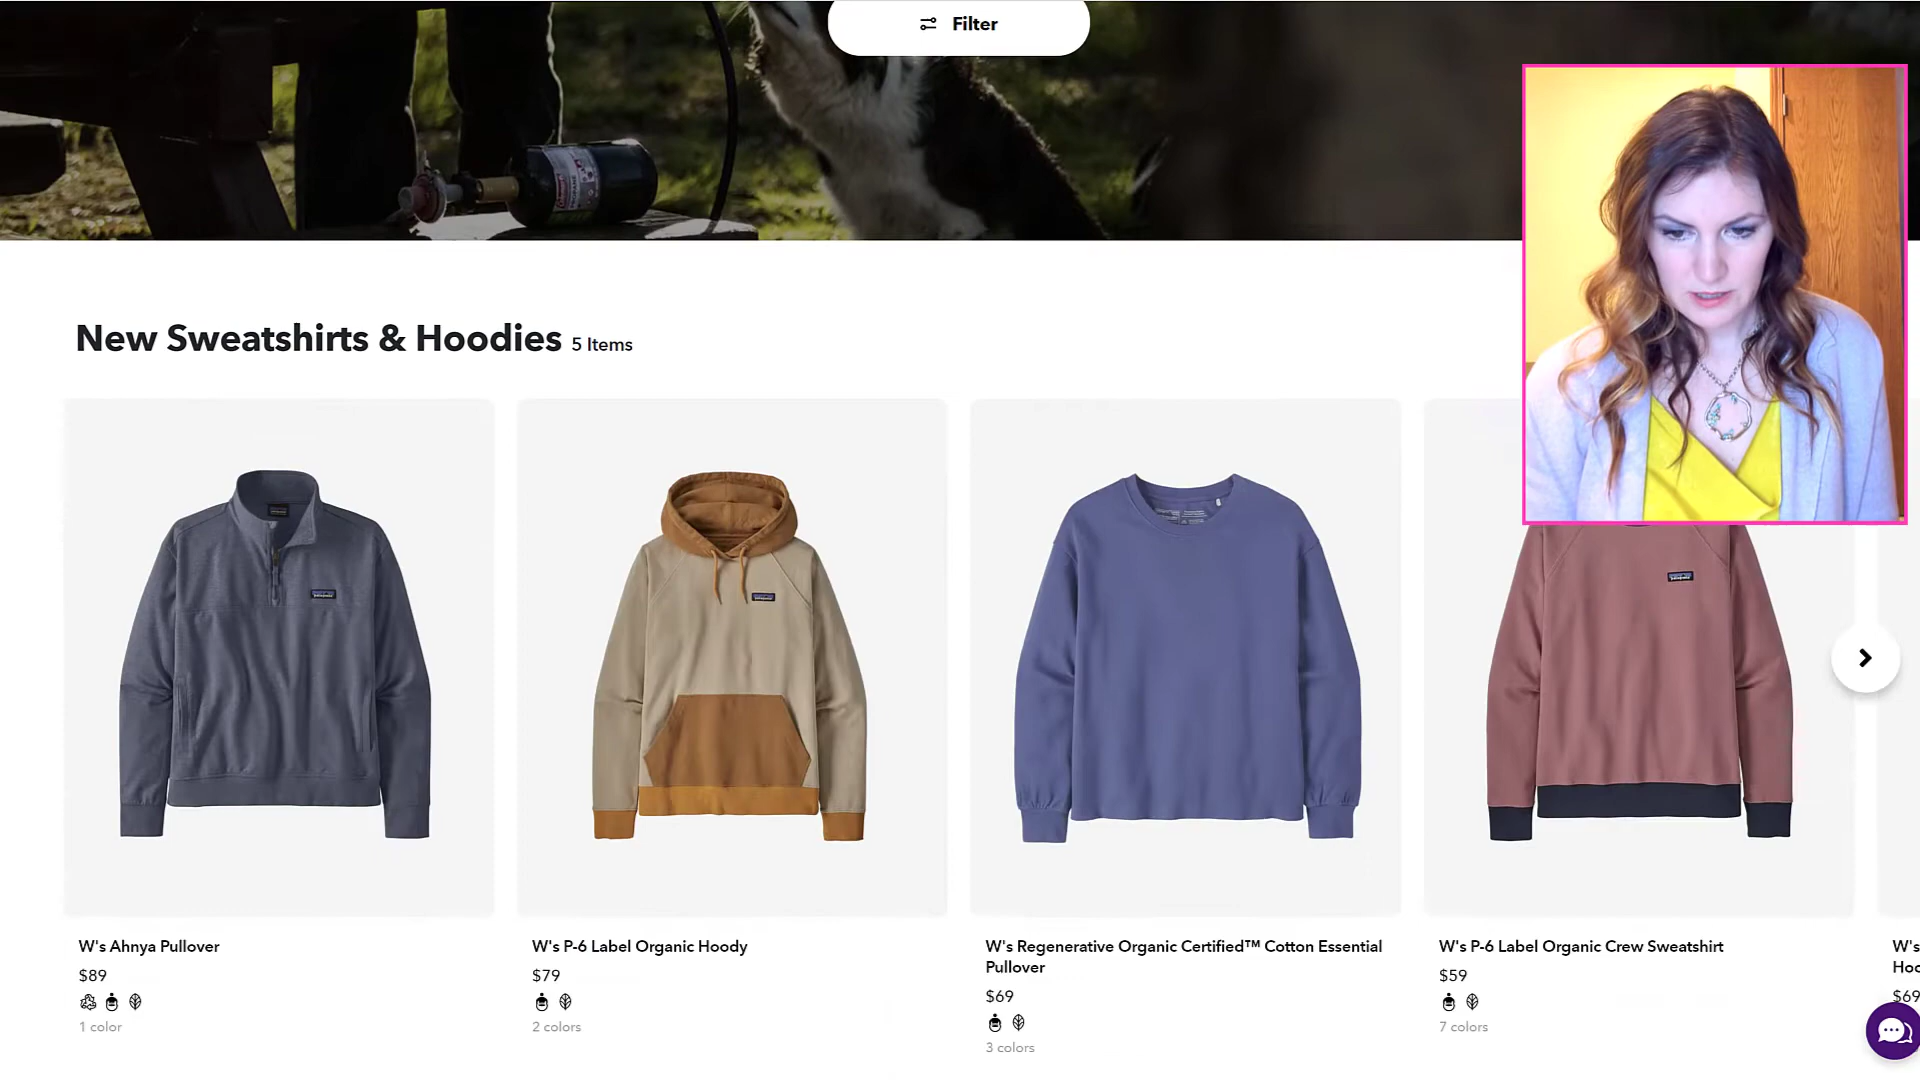 Filter
New Sweatshirts & Hoodies 5 Items
W's Ahnya Pullover
$89
1 color
W's P-6 Label Organic Hoody
$79
2 colors
W's Regenerative Organic Certified™ Cotton Essential
Pullover
$69
3 colors
W's P-6 Label Organic Crew Sweatshirt
$59
7 colors
W's
Hoo
$69